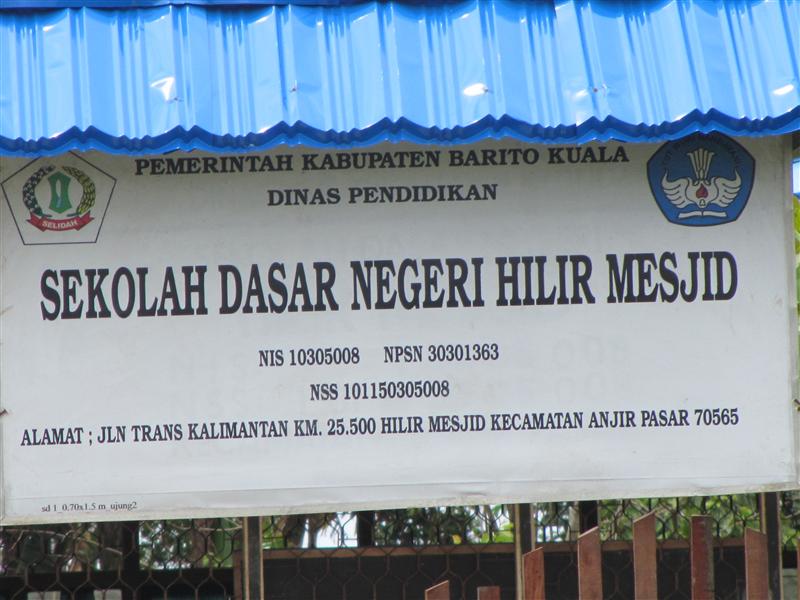 PEMERINTAH KABUPATEN BARITO KUALA
DINAS PENDIDIKAN
SELIDAH
SEKOLAH DASAR NEGERI HILIR MESJID
NIS 10305008 NPSN 30301363
NSS 101150305008
ALAMAT ; JLN TRANS KALIMANTAN KM. 25.500 HILIR MESJID KECAMATAN ANJIR PASAR 70565
sd 1_0.70x1.5 m_ujung2